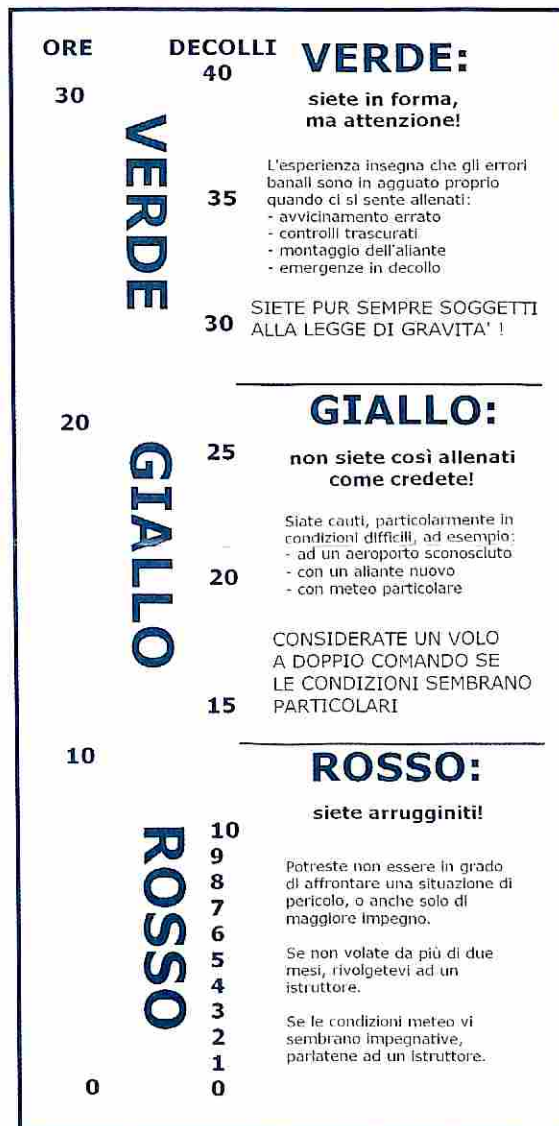 ORE
DECOLLI
40
30
VERDE
35
30
20
GIALLO
25
20
15
10
ROSSO
10
9
8
7
6
5
4
3
2
1
0
0
VERDE:
siete in forma,
ma attenzione!
L'esperienza insegna che gli errori
banali sono in agguato proprio
quando ci si sente allenati:
- avvicinamento errato
- controlli trascurati
- montaggio dell'aliante
- emergenze in decollo
SIETE PUR SEMPRE SOGGETTI
ALLA LEGGE DI GRAVITA' !
GIALLO:
non siete così allenati
come credete!
Siate cauti, particolarmente in
condizioni difficili, ad esempio:
- ad un aeroporto sconosciuto
- con un aliante nuovo
- con meteo particolare
CONSIDERATE UN VOLO
A DOPPIO COMANDO SE
LE CONDIZIONI SEMBRANO
PARTICOLARI
ROSSO:
siete arrugginiti!
Potreste non essere in grado
di affrontare una situazione di
pericolo, o anche solo di
maggiore impegno.
Se non volate da più di due
mesi, rivolgetevi ad un
istruttore.
Se le condizioni meteo vi
sembrano impegnative,
parlatene ad un istruttore.